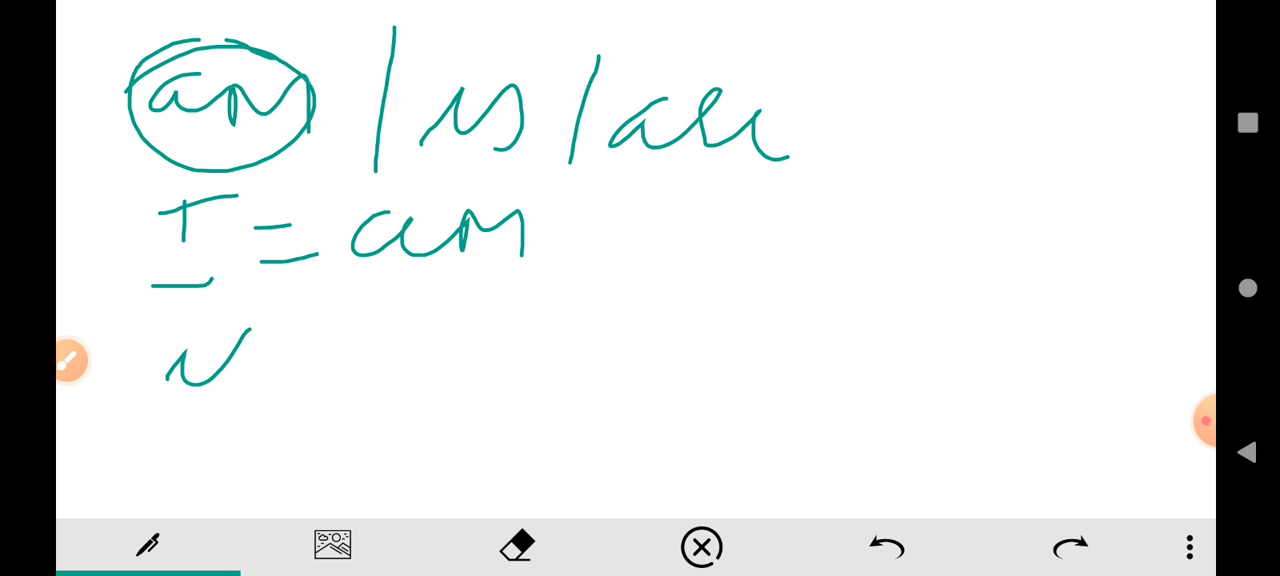 am / is / are
I = am